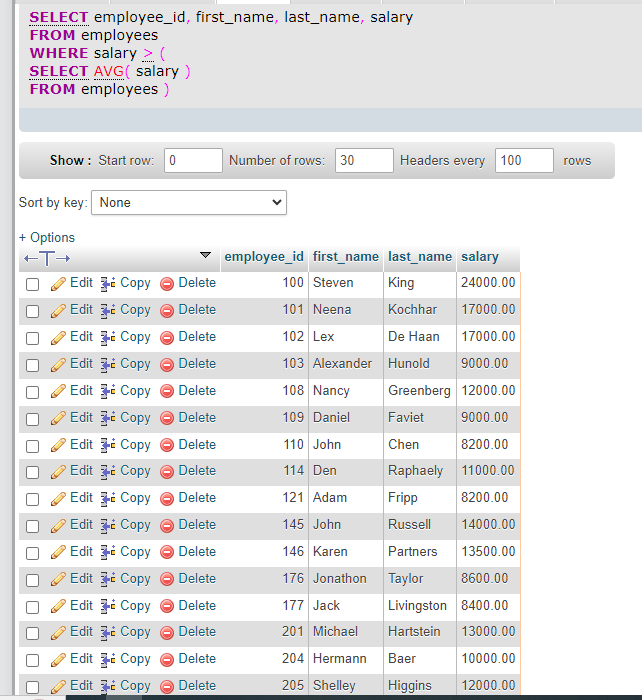 SELECT employee_id, first_name, last_name, salary
FROM employees
WHERE salary > (
SELECT AVG( salary )
FROM employees )
Show : Start row: 0 Number of rows: 30 Headers every 100 rows
Sort by key: None
+ Options
←T→ employee_id first_name last_name salary
Edit Copy Delete 100 Steven King 24000.00
Edit Copy Delete 101 Neena Kochhar 17000.00
Edit Copy Delete 102 Lex De Haan 17000.00
Edit Copy Delete 103 Alexander Hunold 9000.00
Edit Copy Delete 108 Nancy Greenberg 12000.00
Edit Copy Delete 109 Daniel Faviet 9000.00
Edit Copy Delete 110 John Chen 8200.00
Edit Copy Delete 114 Den Raphaely 11000.00
Edit Copy Delete 121 Adam Fripp 8200.00
Edit Copy Delete 145 John Russell 14000.00
Edit Copy Delete 146 Karen Partners 13500.00
Edit Copy Delete 176 Jonathon Taylor 8600.00
Edit Copy Delete 177 Jack Livingston 8400.00
Edit Copy Delete 201 Michael Hartstein 13000.00
Edit Copy Delete 204 Hermann Baer 10000.00
Edit Copy Delete 205 Shelley Higgins 12000.00